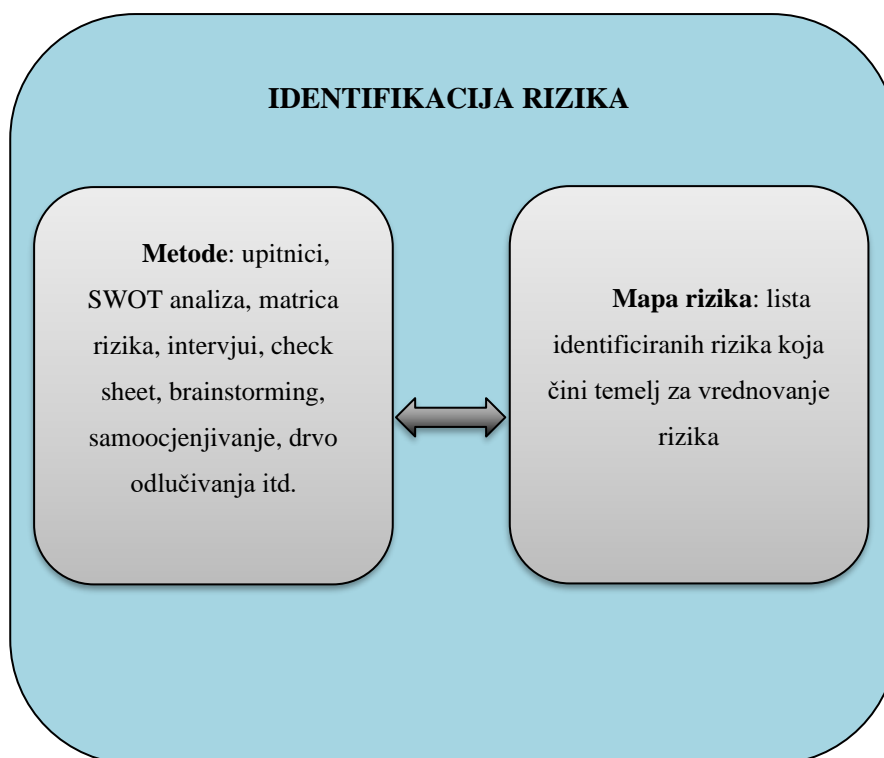 IDENTIFIKACIJA RIZIKA
Metode: upitnici,
SWOT analiza, matrica
rizika, intervjui, check
sheet, brainstorming,
samoocjenjivanje, drvo
odlučivanja itd.
Mapa rizika: lista
identificiranih rizika koja
čini temelj za vrednovanje
rizika